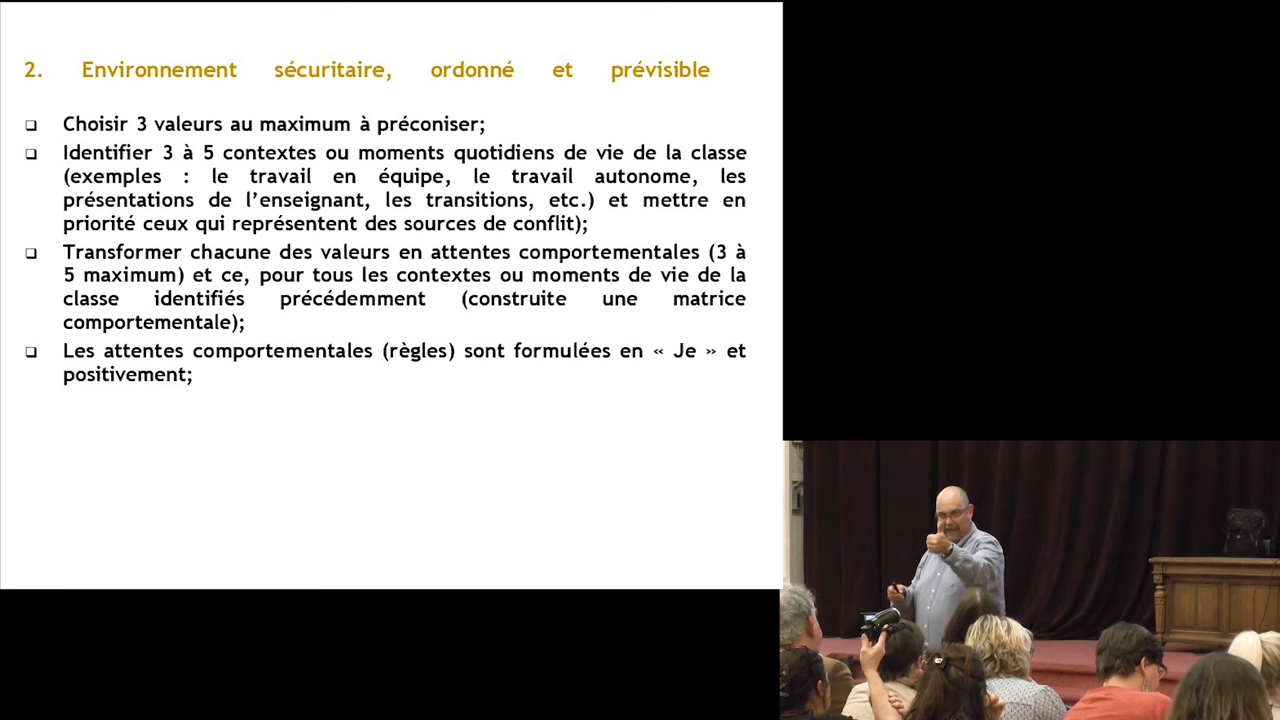 2. Environnement sécuritaire, ordonné et prévisible
❑ Choisir 3 valeurs au maximum à préconiser;
❑ Identifier 3 à 5 contextes ou moments quotidiens de vie de la classe
(exemples : le travail en équipe, le travail autonome, les
présentations de l’enseignant, les transitions, etc.) et mettre en
priorité ceux qui représentent des sources de conflit);
❑ Transformer chacune des valeurs en attentes comportementales (3 à
5 maximum) et ce, pour tous les contextes ou moments de vie de la
classe identifiés précédemment (construite une matrice
comportementale);
❑ Les attentes comportementales (règles) sont formulées en « Je » et
positivement;